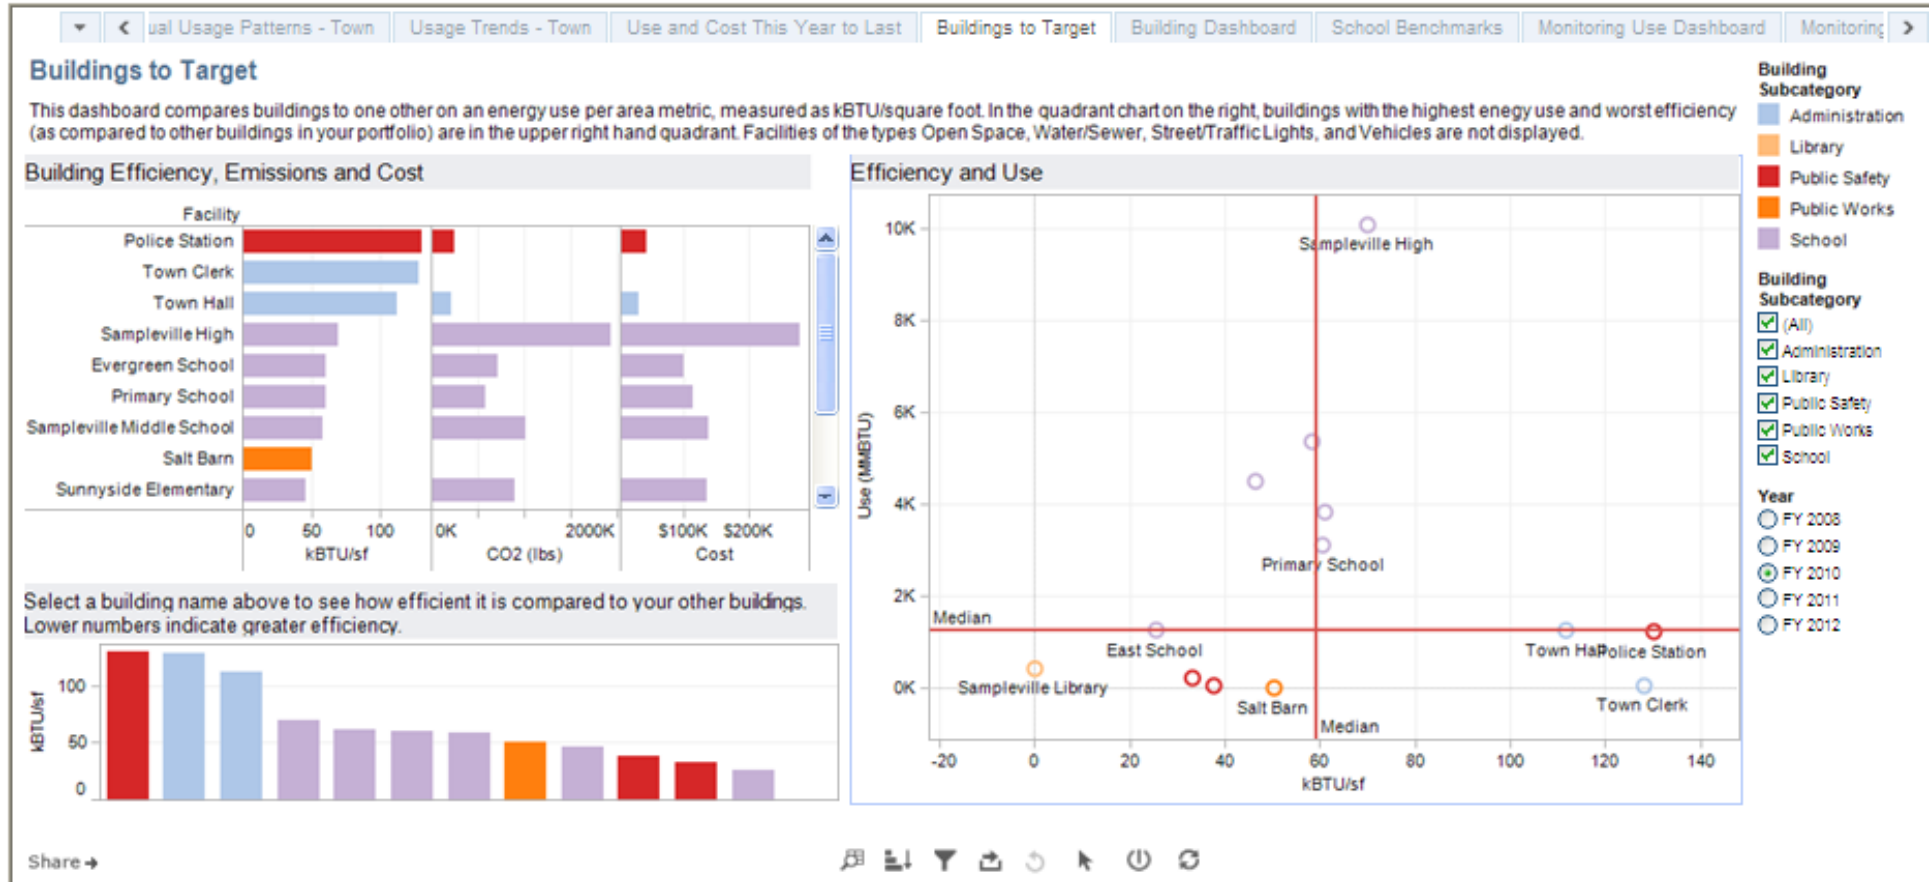 ual Usage Patterns - Town
Usage Trends - Town
Use and Cost This Year to Last
Buildings to Target
Building Dashboard
School Benchmarks
Monitoring Use Dashboard
Monitoring
Buildings to Target
This dashboard compares buildings to one other on an energy use per area metric, measured as kBTU/square foot. In the quadrant chart on the right, buildings with the highest enegy use and worst efficiency
(as compared to other buildings in your portfolio) are in the upper right hand quadrant. Facilities of the types Open Space, Water/Sewer, Street/Traffic Lights, and Vehicles are not displayed.
Building Efficiency, Emissions and Cost
Facility
Police Station
Town Clerk
Town Hall
Sampleville High
Evergreen School
Primary School
Sampleville Middle School
Salt Barn
Sunnyside Elementary
0 50 100 0K 2000K $100K $200K
kBTU/sf CO2 (lbs) Cost
Select a building name above to see how efficient it is compared to your other buildings.
Lower numbers indicate greater efficiency.
kBTU/sf
100
50
0
Efficiency and Use
Use (MMBTU)
10K
8K
6K
4K
2K
0K
Sampleville High
Primary School
Median
East School
Town Hall
Police Station
Sampleville Library
Salt Barn
Town Clerk
Median
-20 0 20 40 60 80 100 120 140
kBTU/sf
Building
Subcategory
Administration
Library
Public Safety
Public Works
School
Building
Subcategory
(All)
Administration
Library
Public Safety
Public Works
School
Year
FY 2008
FY 2009
FY 2010
FY 2011
FY 2012
Share